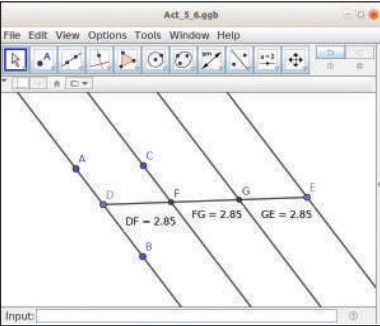 Act_5_6.ggb
File Edit View Options Tools Window Help
A
C
D
F
G
E
DF = 2.85
FG = 2.85
GE = 2.85
B
Input: